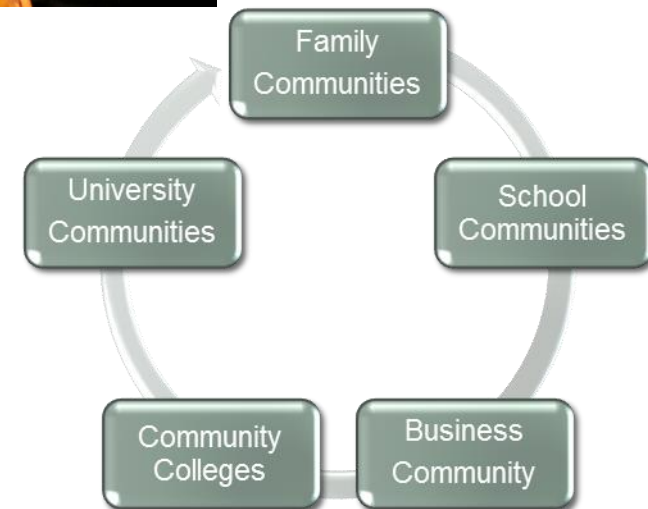 Family
Communities
School
Communities
Business
Community
Community
Colleges
University
Communities